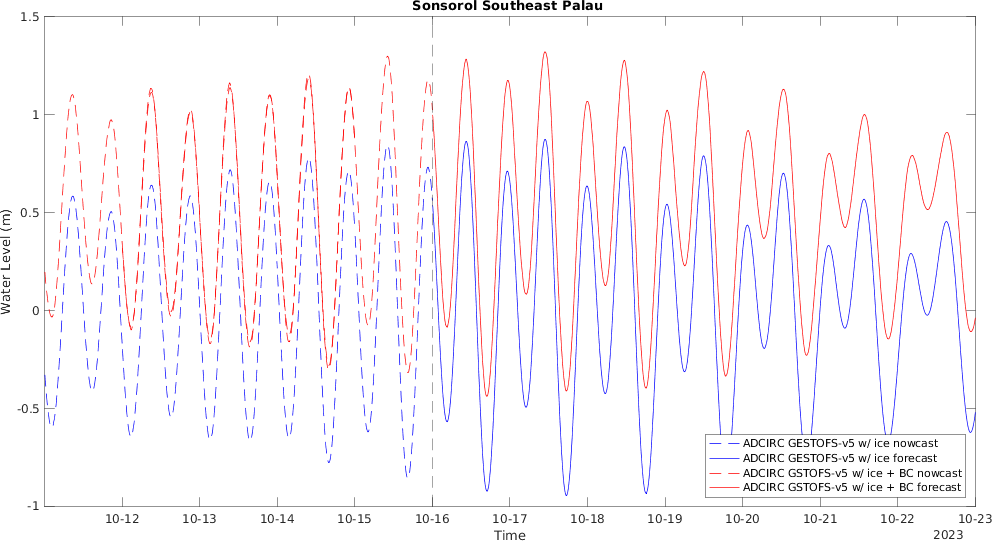 Sonsorol Southeast Palau
Water Level (m)
1.5
1
0.5
0
-0.5
-1
10-12
10-13
10-14
10-15
10-16
10-17
10-18
10-19
10-20
10-21
10-22
10-23
Time
2023
ADCIRC GESTOFS-v5 w/ ice nowcast
ADCIRC GESTOFS-v5 w/ ice forecast
ADCIRC GSTOFS-v5 w/ ice + BC nowcast
ADCIRC GSTOFS-v5 w/ ice + BC forecast